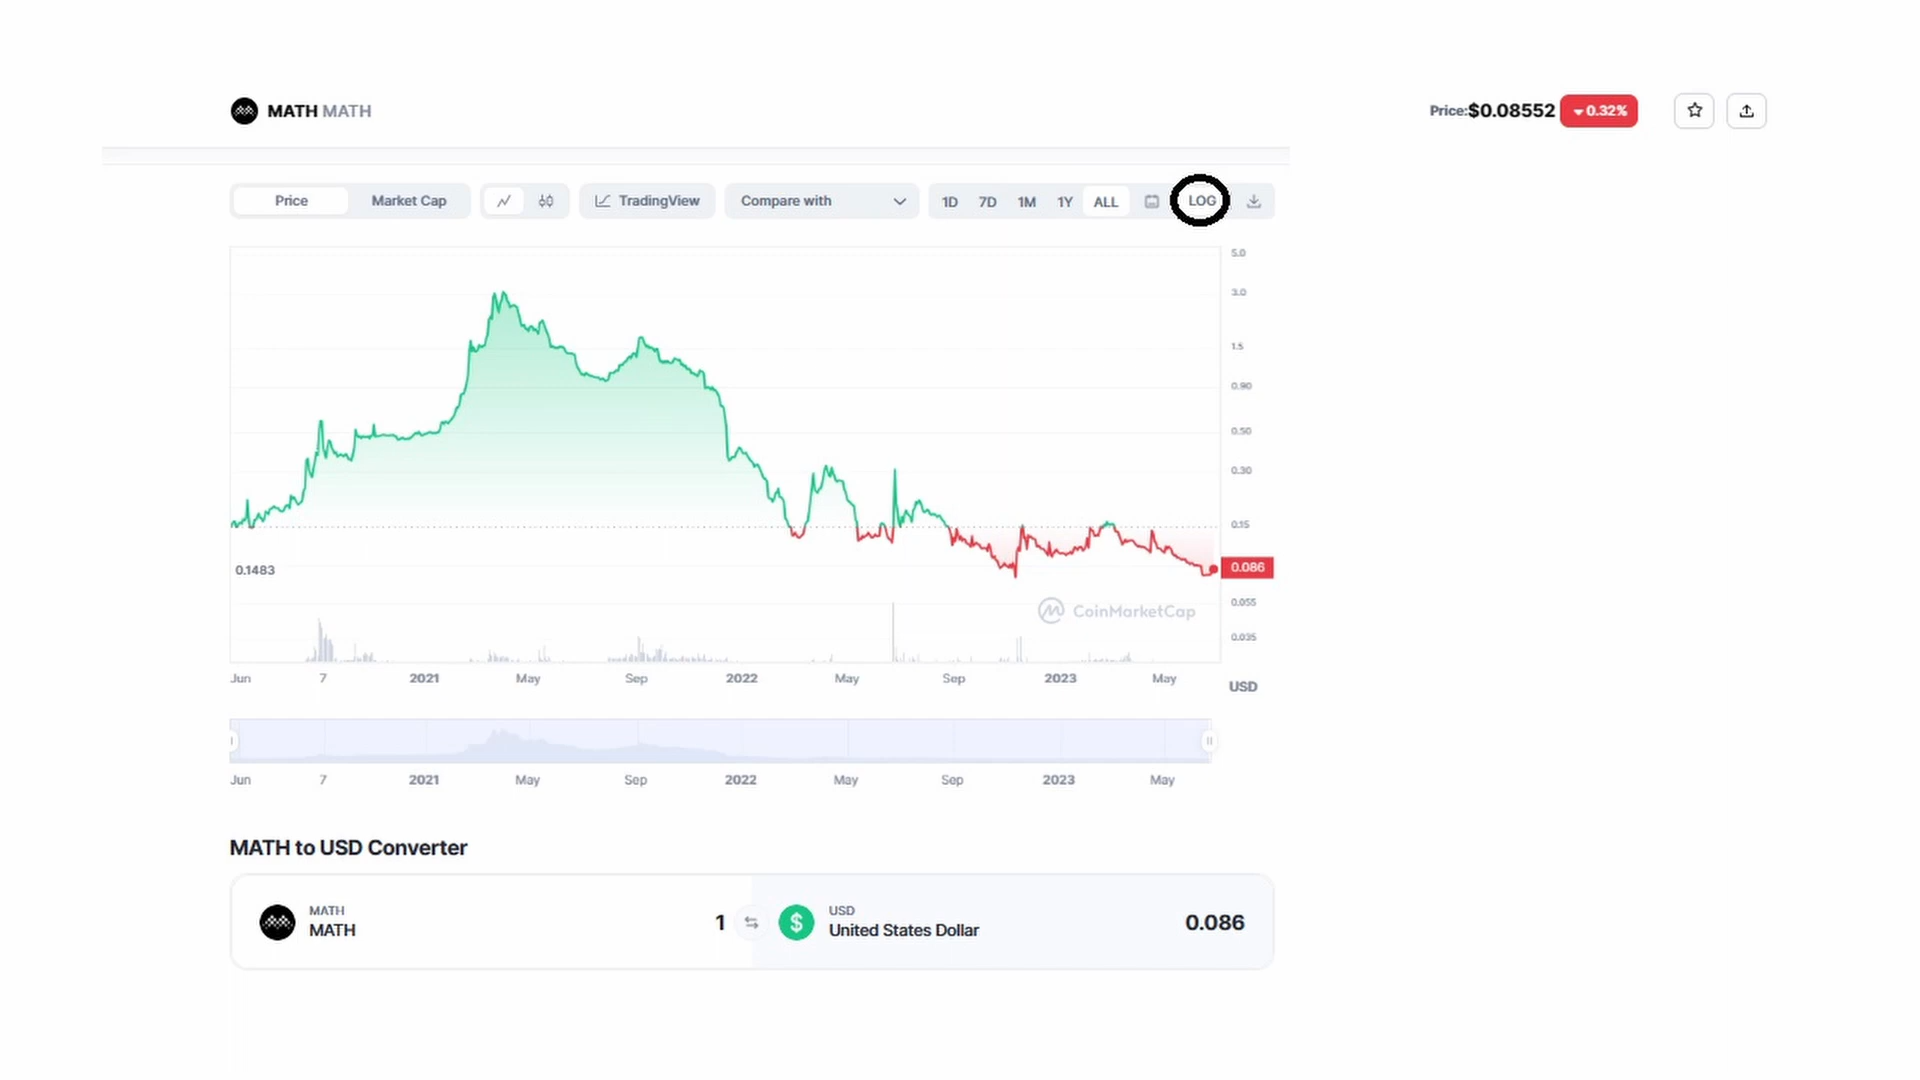 MATH MATH
Price:$0.08552 0.32%
Price Market Cap TradingView Compare with 1D 7D 1M 1Y ALL LOG
5.0
3.0
1.5
0.90
0.50
0.30
0.15
0.1483
0.086
0.055
CoinMarketCap
0.035
Jun 7 2021 May Sep 2022 May Sep 2023 May
USD
Jun 7 2021 May Sep 2022 May Sep 2023 May
MATH to USD Converter
MATH
MATH
1
USD
United States Dollar
0.086